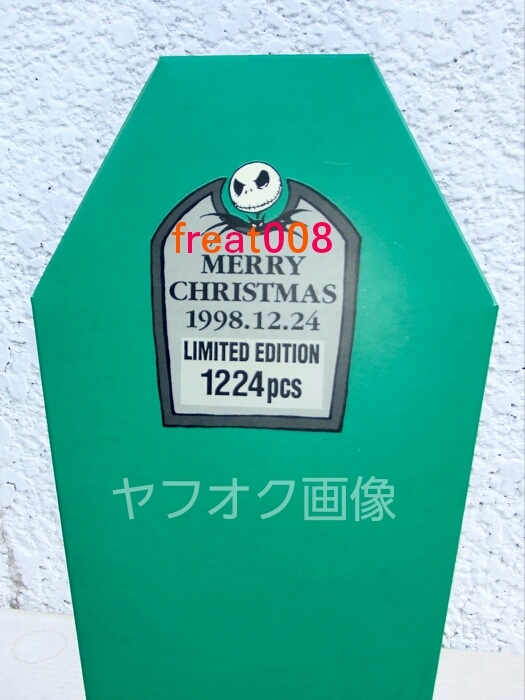 freat008
MERRY
CHRISTMAS
1998.12.24
LIMITED EDITION
1224pcs
ヤフオク画像